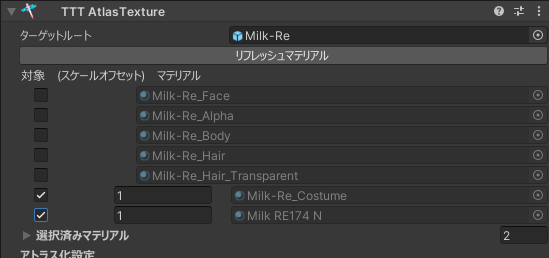 TTT AtlasTexture
ターゲットルート Milk-Re
リフレッシュマテリアル
対象 (スケールオフセット) マテリアル
Milk-Re_Face
Milk-Re_Alpha
Milk-Re_Body
Milk-Re_Hair
Milk-Re_Hair_Transparent
1 Milk-Re_Costume
1 Milk RE174 N
選択済みマテリアル 2
アトラス化設定